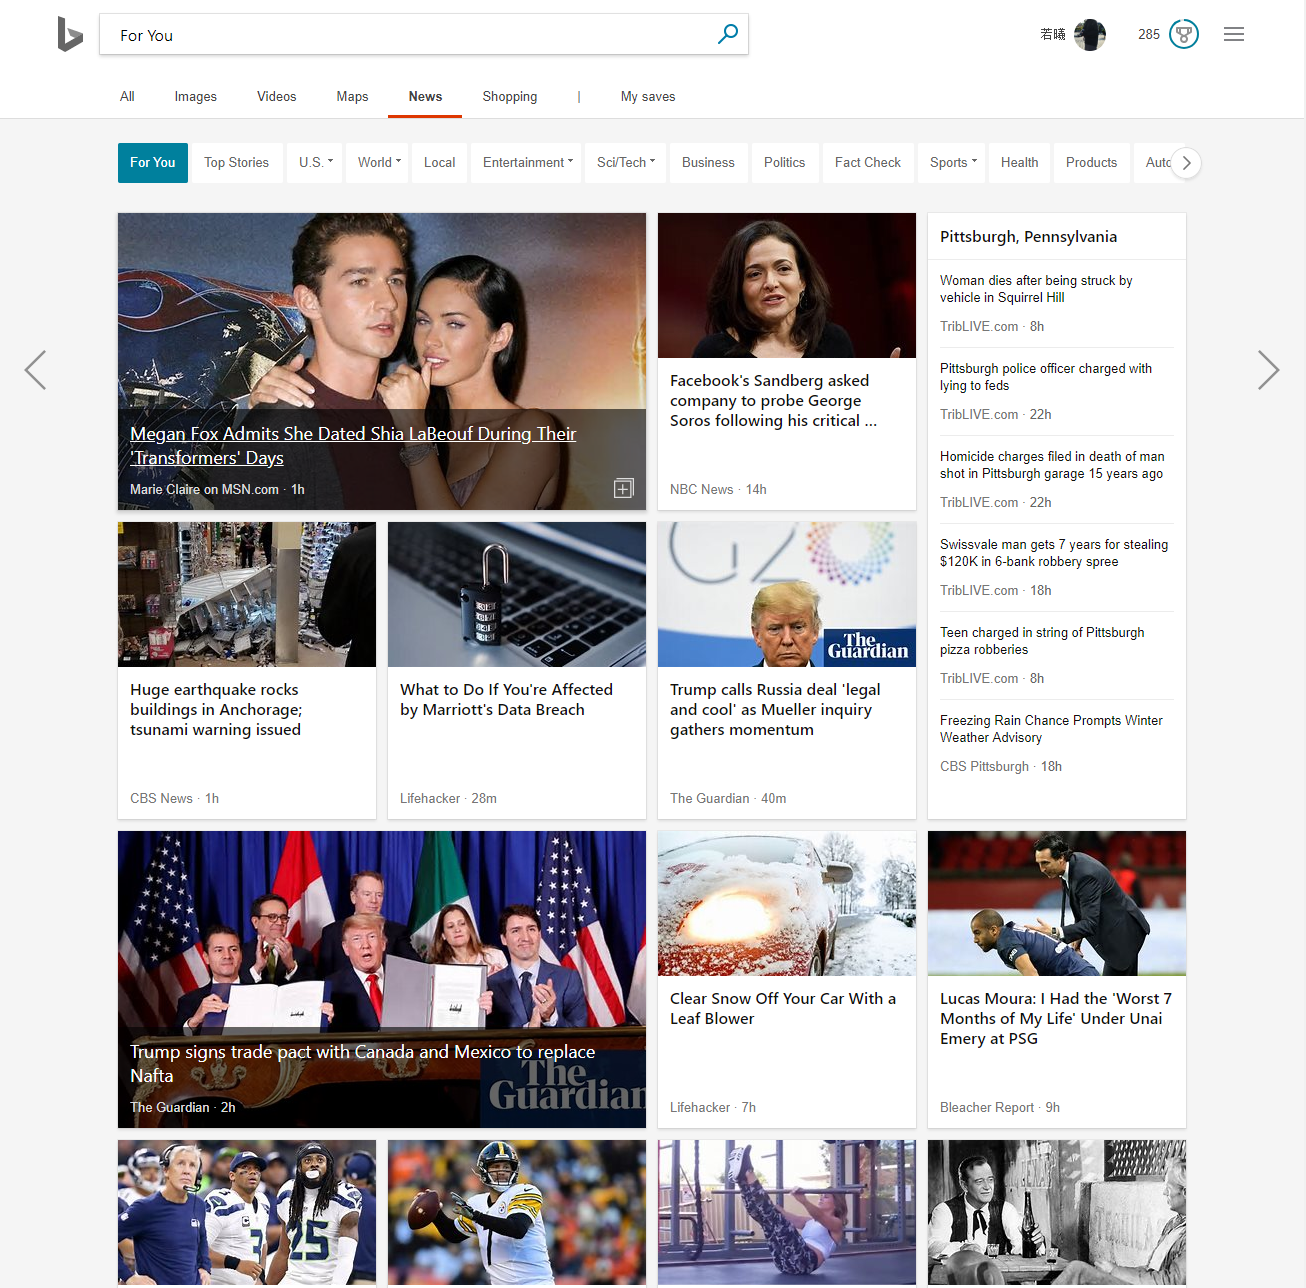 For You
若曦
285
All Images Videos Maps News Shopping | My saves
For You Top Stories U.S. World Local Entertainment Sci/Tech Business Politics Fact Check Sports Health Products Auto
Megan Fox Admits She Dated Shia LaBeouf During Their
'Transformers' Days
Marie Claire on MSN.com · 1h
Facebook's Sandberg asked
company to probe George
Soros following his critical ...
NBC News · 14h
Pittsburgh, Pennsylvania
Woman dies after being struck by
vehicle in Squirrel Hill
TribLIVE.com · 8h
Pittsburgh police officer charged with
lying to feds
TribLIVE.com · 22h
Homicide charges filed in death of man
shot in Pittsburgh garage 15 years ago
TribLIVE.com · 22h
Swissvale man gets 7 years for stealing
$120K in 6-bank robbery spree
TribLIVE.com · 18h
Teen charged in string of Pittsburgh
pizza robberies
TribLIVE.com · 8h
Freezing Rain Chance Prompts Winter
Weather Advisory
CBS Pittsburgh · 18h
Huge earthquake rocks
buildings in Anchorage;
tsunami warning issued
CBS News · 1h
What to Do If You're Affected
by Marriott's Data Breach
Lifehacker · 28m
G20
The
Guardian
Trump calls Russia deal 'legal
and cool' as Mueller inquiry
gathers momentum
The Guardian · 40m
Trump signs trade pact with Canada and Mexico to replace
Nafta
The Guardian · 2h
The
Guardian
Clear Snow Off Your Car With a
Leaf Blower
Lifehacker · 7h
Lucas Moura: I Had the 'Worst 7
Months of My Life' Under Unai
Emery at PSG
Bleacher Report · 9h
3
25
7